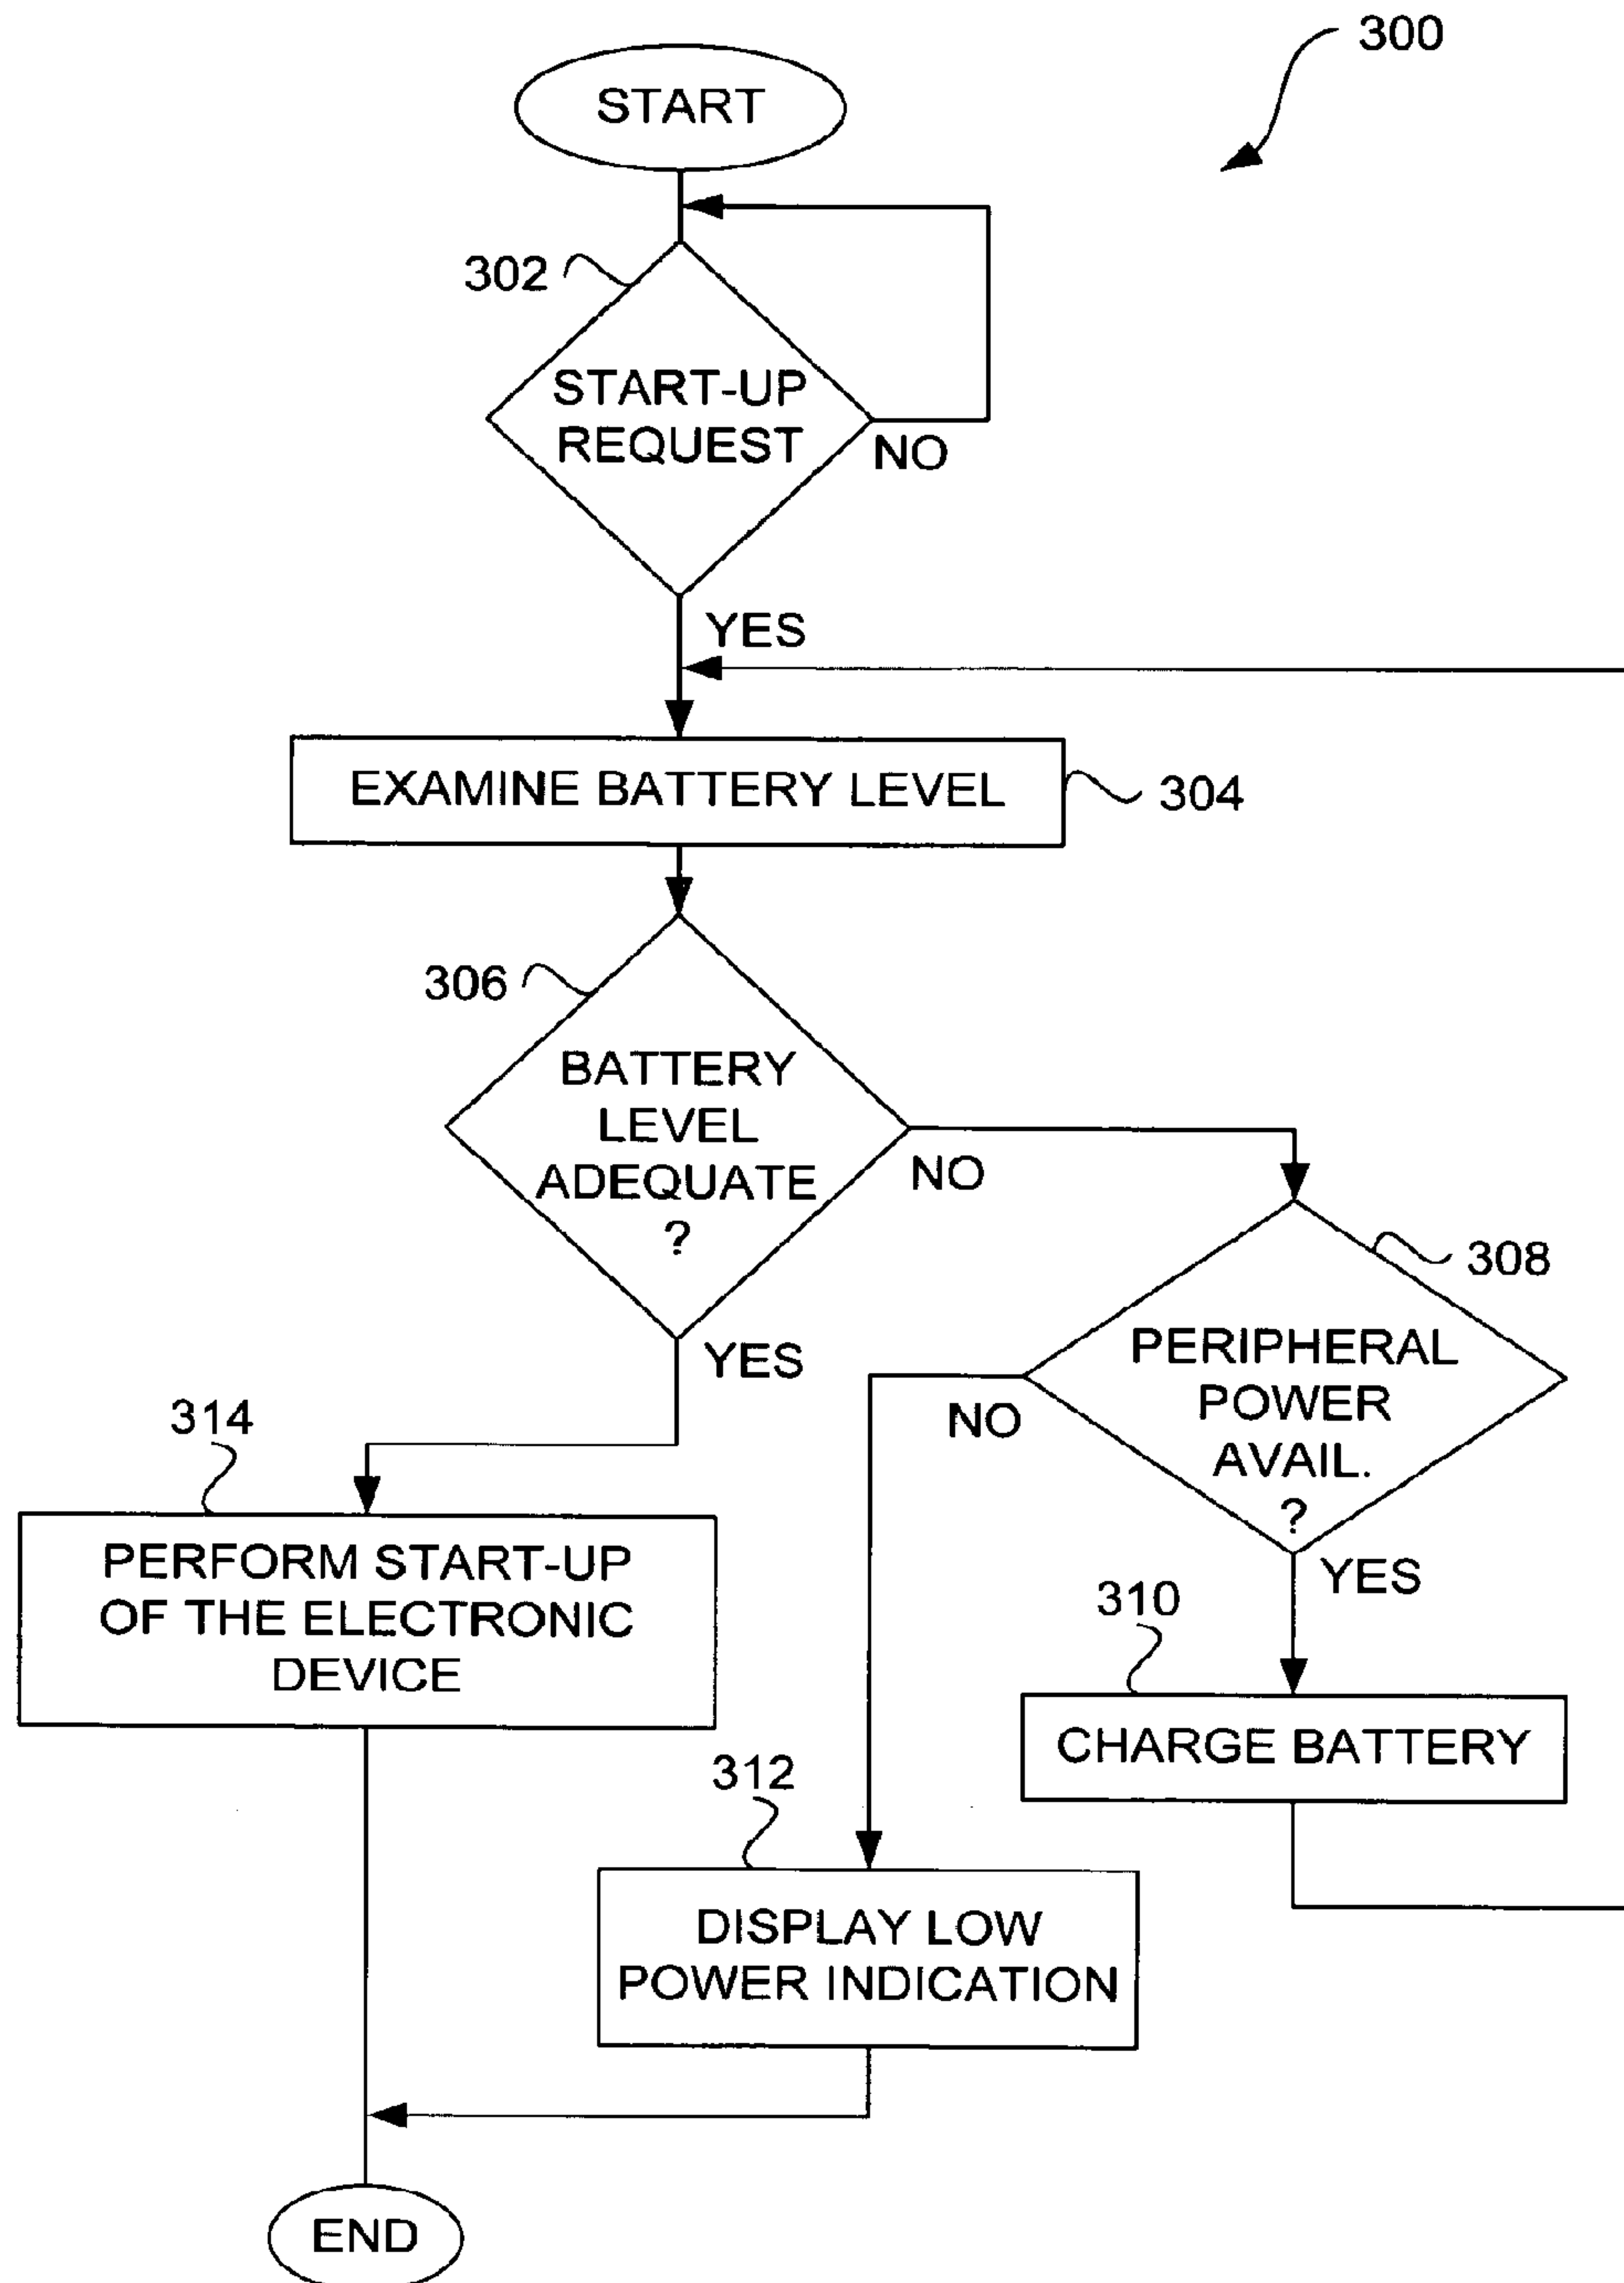 300
START
302
START-UP
REQUEST
NO
YES
EXAMINE BATTERY LEVEL
304
306
BATTERY
LEVEL
ADEQUATE
?
NO
YES
308
PERIPHERAL
POWER
AVAIL.
?
NO
YES
314
PERFORM START-UP
OF THE ELECTRONIC
DEVICE
310
CHARGE BATTERY
312
DISPLAY LOW
POWER INDICATION
END